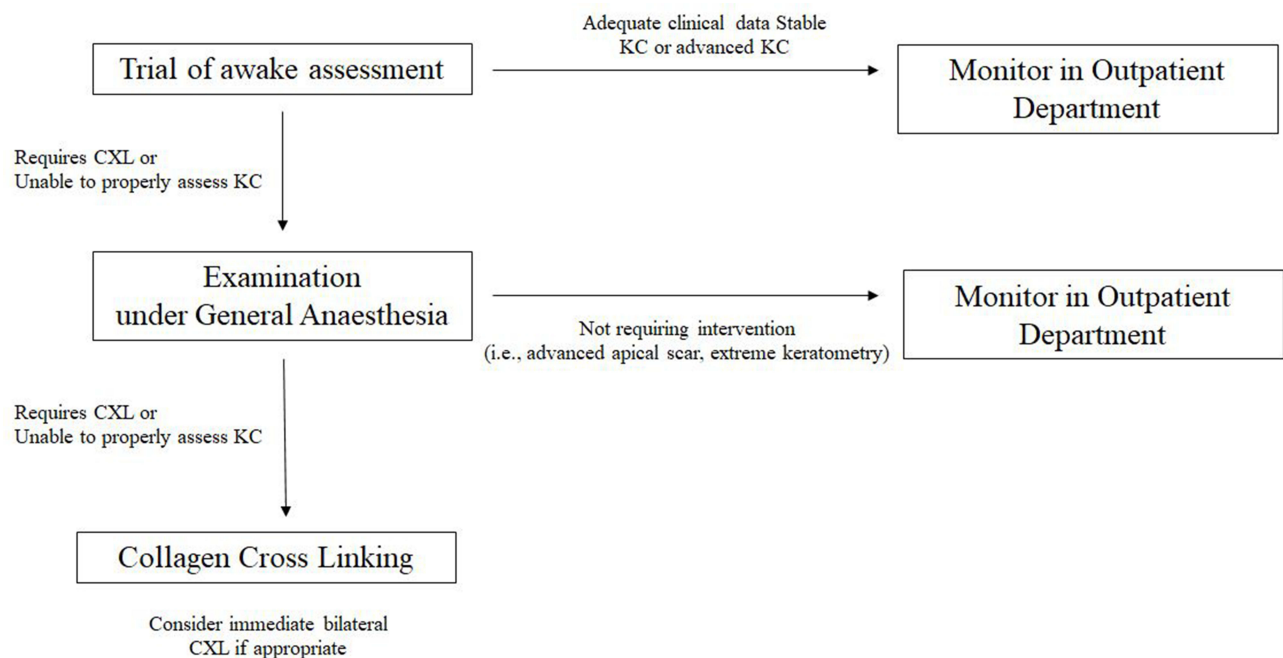 Adequate clinical data Stable
KC or advanced KC
Trial of awake assessment
Monitor in Outpatient
Department
Requires CXL or
Unable to properly assess KC
Examination
under General Anaesthesia
Monitor in Outpatient
Department
Not requiring intervention
(i.e., advanced apical scar, extreme keratometry)
Requires CXL or
Unable to properly assess KC
Collagen Cross Linking
Consider immediate bilateral
CXL if appropriate